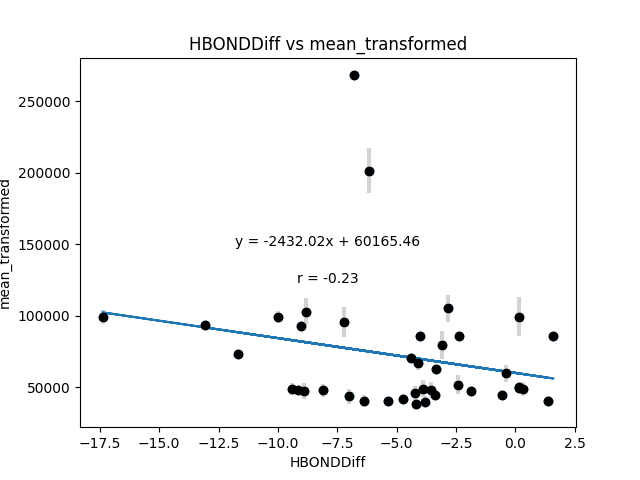 HBONDDiff vs mean_transformed
250000
200000
150000
100000
50000
mean_transformed
y = -2432.02x + 60165.46
r = -0.23
−17.5 −15.0 −12.5 −10.0 −7.5 −5.0 −2.5 0.0 2.5
HBONDDiff